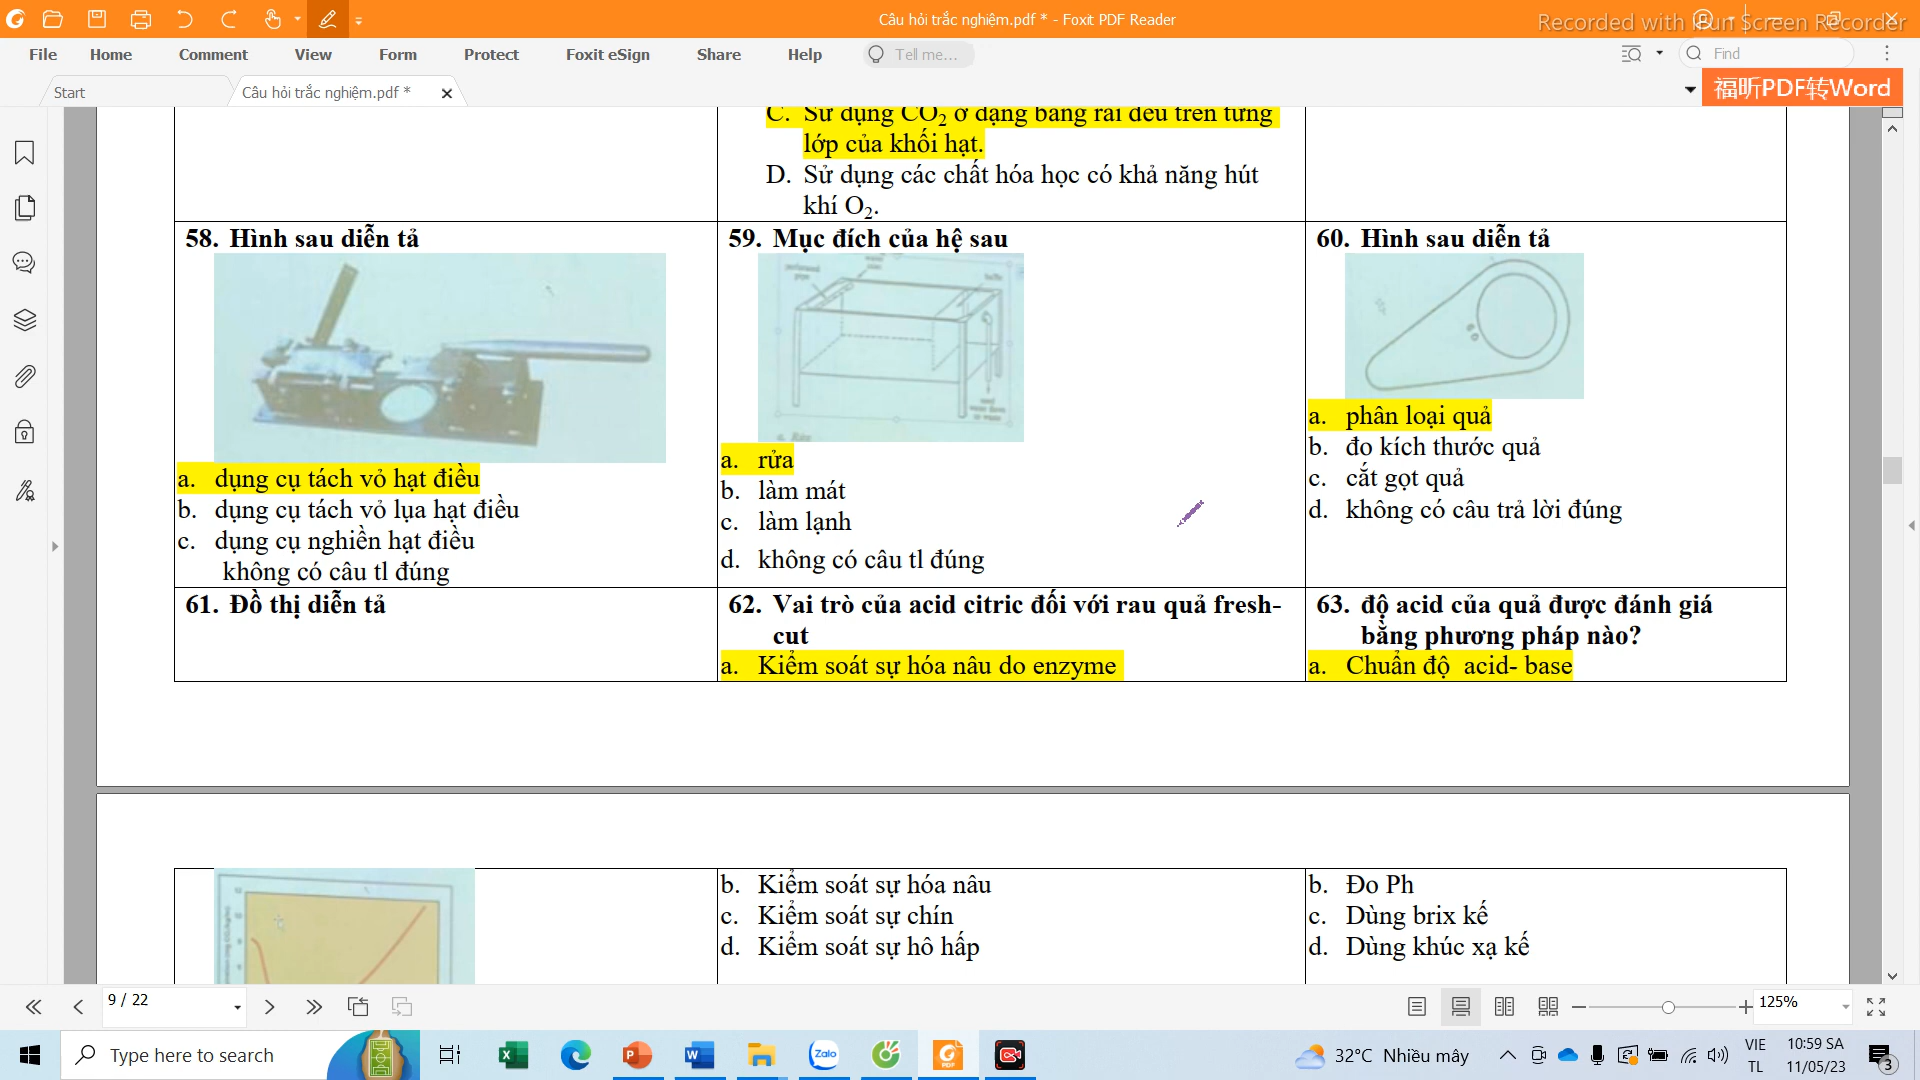 Câu hỏi trắc nghiệm.pdf * - Foxit PDF Reader
Recorded with iFun Screen Recorder
File Home Comment View Form Protect Foxit eSign Share Help Tell me... Find
Start Câu hỏi trắc nghiệm.pdf *
福昕PDF转Word
C. Sử dụng CO2 ở dạng băng rải đều trên từng
lớp của khối hạt.
D. Sử dụng các chất hóa học có khả năng hút
khí O2.
58. Hình sau diễn tả
a. dụng cụ tách vỏ hạt điều
b. dụng cụ tách vỏ lụa hạt điều
c. dụng cụ nghiền hạt điều
không có câu tl đúng
59. Mục đích của hệ sau
a. rửa
b. làm mát
c. làm lạnh
d. không có câu tl đúng
60. Hình sau diễn tả
a. phân loại quả
b. đo kích thước quả
c. cắt gọt quả
d. không có câu trả lời đúng
61. Đồ thị diễn tả
62. Vai trò của acid citric đối với rau quả fresh-
cut
a. Kiểm soát sự hóa nâu do enzyme
63. độ acid của quả được đánh giá
bằng phương pháp nào?
a. Chuẩn độ acid- base
b. Kiểm soát sự hóa nâu
c. Kiểm soát sự chín
d. Kiểm soát sự hô hấp
b. Đo Ph
c. Dùng brix kế
d. Dùng khúc xạ kế
9 / 22
125%
Type here to search
Zalo
32°C Nhiều mây
VIE
TL
10:59 SA
11/05/23
3